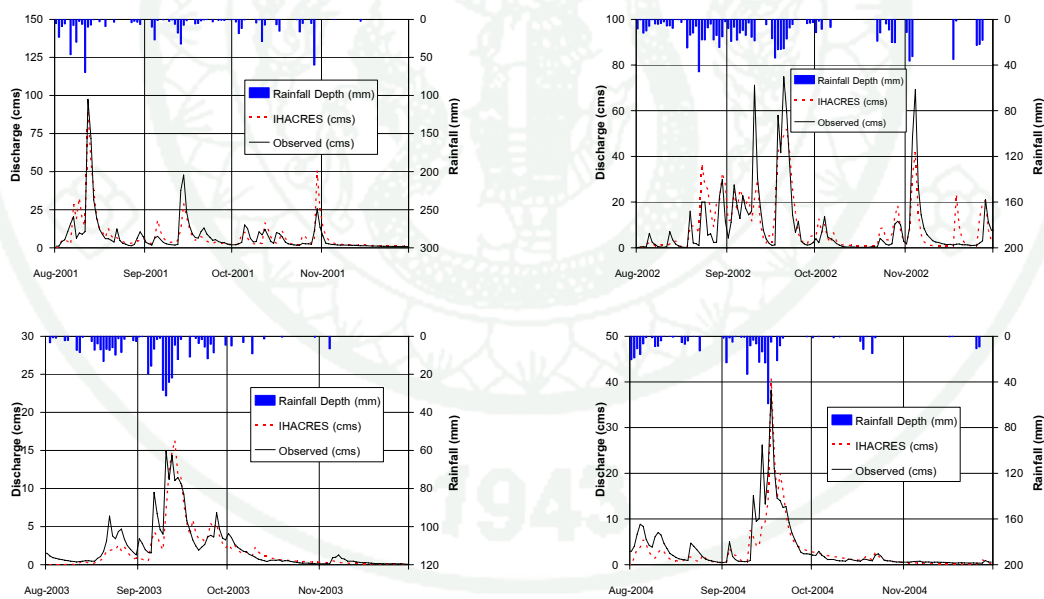 150
125
100
75
50
25
0
Discharge (cms)
0
50
100
150
200
250
300
Rainfall (mm)
Rainfall Depth (mm)
IHACRES (cms)
Observed (cms)
Aug-2001 Sep-2001 Oct-2001 Nov-2001
100
80
60
40
20
0
Discharge (cms)
0
40
80
120
160
200
Rainfall (mm)
Rainfall Depth (mm)
IHACRES (cms)
Observed (cms)
Aug-2002 Sep-2002 Oct-2002 Nov-2002
30
25
20
15
10
5
0
Discharge (cms)
0
20
40
60
80
100
120
Rainfall (mm)
Rainfall Depth (mm)
IHACRES (cms)
Observed (cms)
Aug-2003 Sep-2003 Oct-2003 Nov-2003
50
40
30
20
10
0
Discharge (cms)
0
40
80
120
160
200
Rainfall (mm)
Rainfall Depth (mm)
IHACRES (cms)
Observed (cms)
Aug-2004 Sep-2004 Oct-2004 Nov-2004
1943